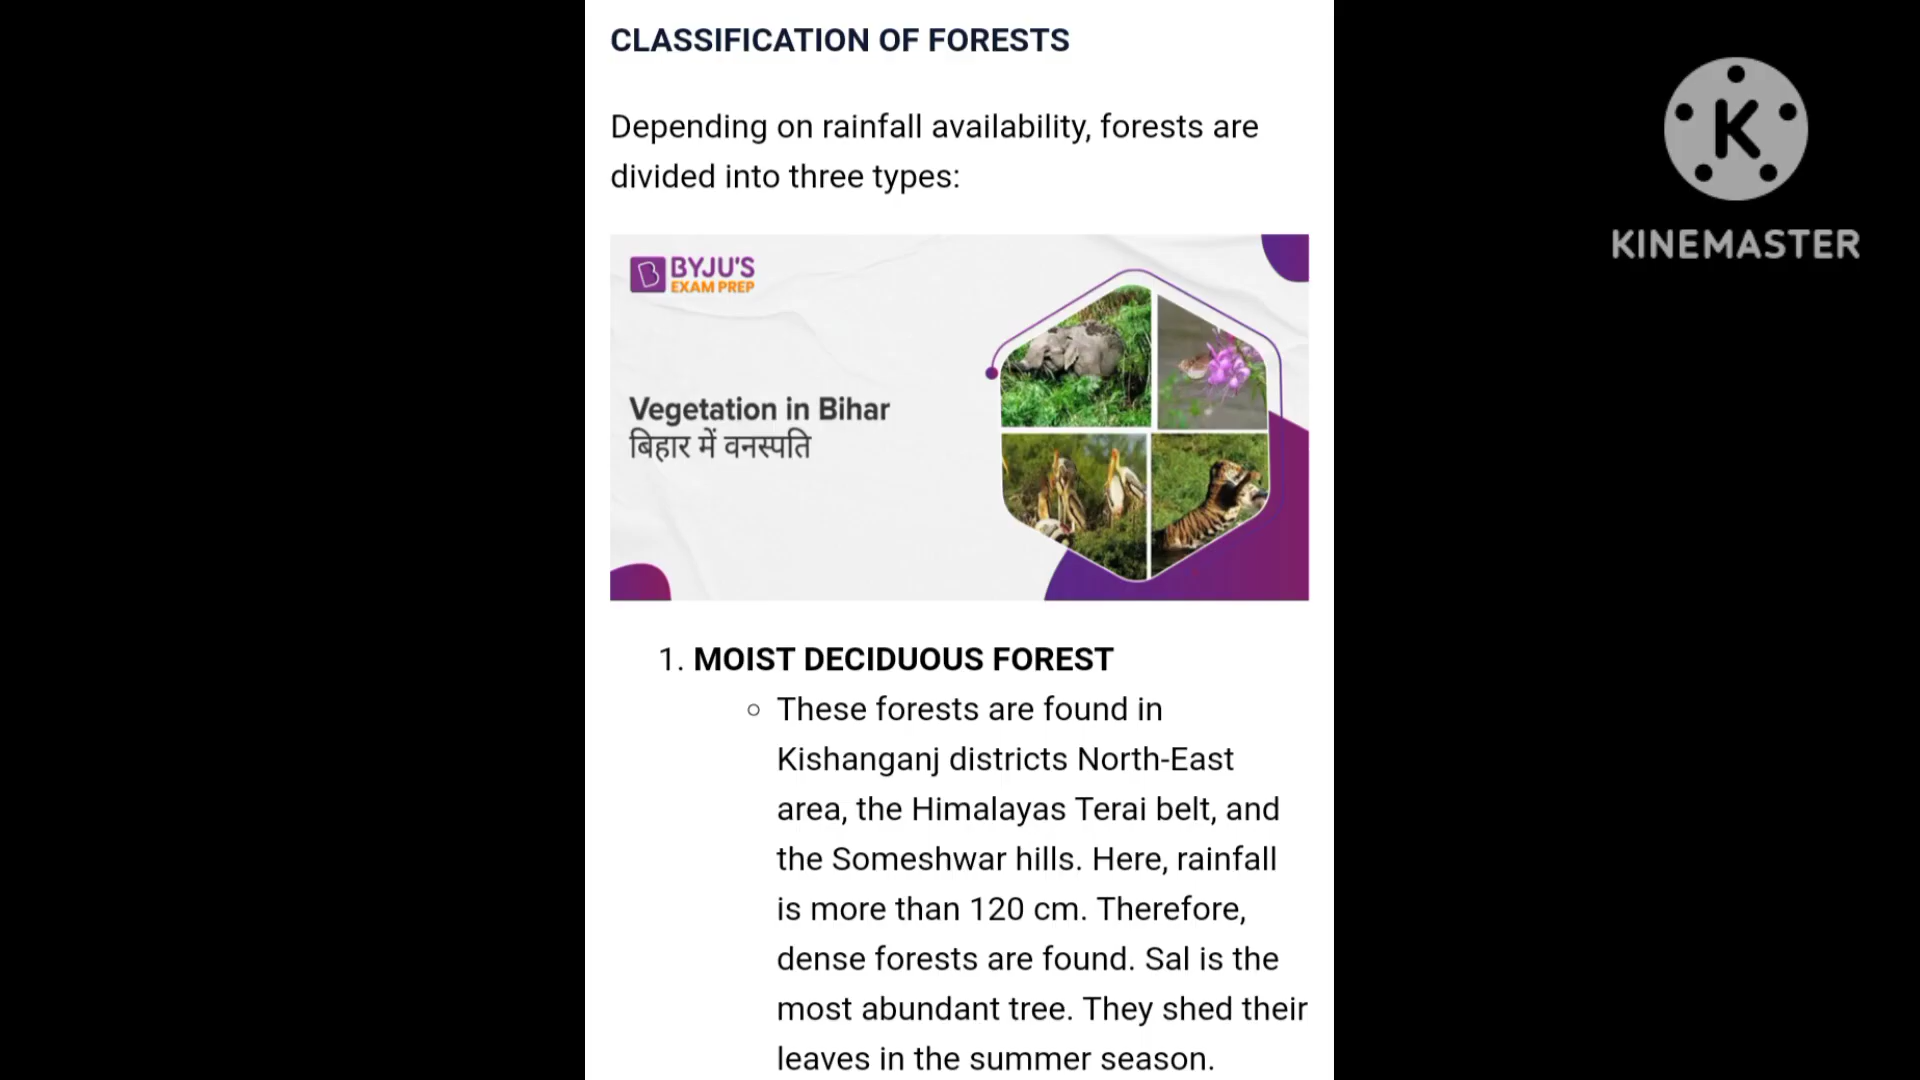 CLASSIFICATION OF FORESTS
Depending on rainfall availability, forests are
divided into three types:
BYJU'S
EXAM PREP
Vegetation in Bihar
बिहार में वनस्पति
1. MOIST DECIDUOUS FOREST
These forests are found in
Kishanganj districts North-East
area, the Himalayas Terai belt, and
the Someshwar hills. Here, rainfall
is more than 120 cm. Therefore,
dense forests are found. Sal is the
most abundant tree. They shed their
leaves in the summer season.
K
KINEMASTER